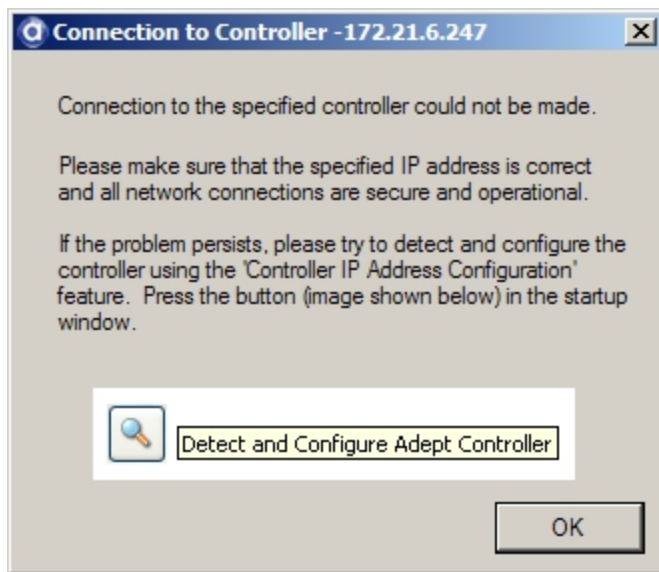 Connection to Controller -172.21.6.247
Connection to the specified controller could not be made.
Please make sure that the specified IP address is correct
and all network connections are secure and operational.
If the problem persists, please try to detect and configure the
controller using the 'Controller IP Address Configuration'
feature.  Press the button (image shown below) in the startup
window.
Detect and Configure Adept Controller
OK